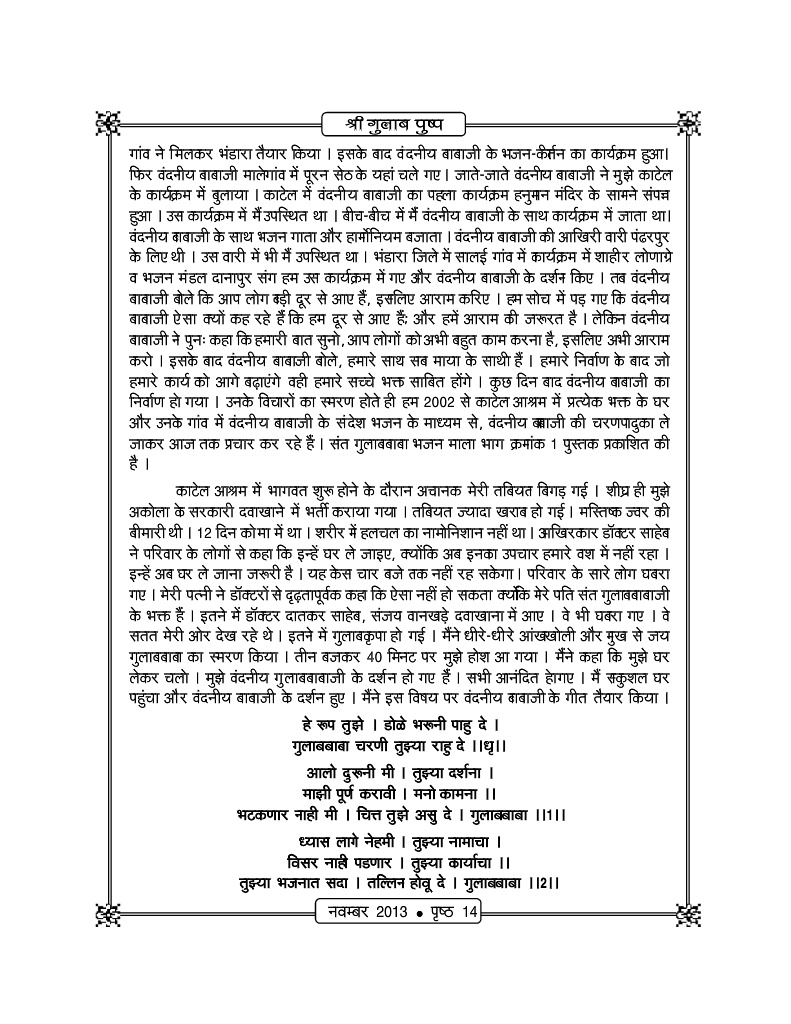 श्री गुलाब पुष्प
गांव ने मिलकर भंडारा तैयार किया । इसके बाद वंदनीय बाबाजी के भजन-कीर्तन का कार्यक्रम हुआ।
फिर वंदनीय बाबाजी मालेगांव में पूरन सेठ के यहां चले गए । जाते-जाते वंदनीय बाबाजी ने मुझे काटेल
के कार्यक्रम में बुलाया । काटेल में वंदनीय बाबाजी का पहला कार्यक्रम हनुमान मंदिर के सामने संपन्न
हुआ । उस कार्यक्रम में मैं उपस्थित था । बीच-बीच में मैं वंदनीय बाबाजी के साथ कार्यक्रम में जाता था।
वंदनीय बाबाजी के साथ भजन गाता और हार्मोनियम बजाता । वंदनीय बाबाजी की आखिरी वारी पंढरपुर
के लिए थी । उस वारी में भी मैं उपस्थित था । भंडारा जिले में सालई गांव में कार्यक्रम में शाहीर लोणाग्रे
व भजन मंडल दानापुर संग हम उस कार्यक्रम में गए और वंदनीय बाबाजी के दर्शन किए । तब वंदनीय
बाबाजी बोले कि आप लोग बड़ी दूर से आए हैं, इसलिए आराम करिए । हम सोच में पड़ गए कि वंदनीय
बाबाजी ऐसा क्यों कह रहे हैं कि हम दूर से आए हैं; और हमें आराम की जरूरत है । लेकिन वंदनीय
बाबाजी ने पुनः कहा कि हमारी बात सुनो, आप लोगों को अभी बहुत काम करना है, इसलिए अभी आराम
करो । इसके बाद वंदनीय बाबाजी बोले, हमारे साथ सब माया के साथी हैं । हमारे निर्वाण के बाद जो
हमारे कार्य को आगे बढ़ाएंगे वही हमारे सच्चे भक्त साबित होंगे । कुछ दिन बाद वंदनीय बाबाजी का
निर्वाण हो गया । उनके विचारों का स्मरण होते ही हम 2002 से काटेल आश्रम में प्रत्येक भक्त के घर
और उनके गांव में वंदनीय बाबाजी के संदेश भजन के माध्यम से, वंदनीय बाबाजी की चरणपादुका ले
जाकर आज तक प्रचार कर रहे हैं । संत गुलाबबाबा भजन माला भाग क्रमांक 1 पुस्तक प्रकाशित की
है ।
काटेल आश्रम में भागवत शुरू होने के दौरान अचानक मेरी तबियत बिगड़ गई । शीघ्र ही मुझे
अकोला के सरकारी दवाखाने में भर्ती कराया गया । तबियत ज्यादा खराब हो गई । मस्तिष्क ज्वर की
बीमारी थी । 12 दिन कोमा में था । शरीर में हलचल का नामोनिशान नहीं था । अखिरकार डॉक्टर साहेब
ने परिवार के लोगों से कहा कि इन्हें घर ले जाइए, क्योंकि अब इनका उपचार हमारे वश में नहीं रहा ।
इन्हें अब घर ले जाना जरूरी है । यह केस चार बजे तक नहीं रह सकेगा । परिवार के सारे लोग घबरा
गए । मेरी पत्नी ने डॉक्टरों से दृढ़तापूर्वक कहा कि ऐसा नहीं हो सकता क्योंकि मेरे पति संत गुलाबबाबाजी
के भक्त हैं । इतने में डॉक्टर दातकर साहेब, संजय वानखड़े दवाखाना में आए । वे भी घबरा गए । वे
सतत मेरी ओर देख रहे थे । इतने में गुलाबकृपा हो गई । मैंने धीरे-धीरे आंखखोली और मुख से जय
गुलाबबाबा का स्मरण किया । तीन बजकर 40 मिनट पर मुझे होश आ गया । मैंने कहा कि मुझे घर
लेकर चलो । मुझे वंदनीय गुलाबबाबाजी के दर्शन हो गए हैं । सभी आनंदित हेागए । मैं सकुशल घर
पहुंचा और वंदनीय बाबाजी के दर्शन हुए । मैंने इस विषय पर वंदनीय बाबाजी के गीत तैयार किया ।
हे रूप तुझे । डोळे भरूनी पाहु दे ।
गुलाबबाबा चरणी तुझ्या राहु दे ।।धृ।।
आलो दुरूनी मी । तुझ्या दर्शना ।
माझी पूर्ण करावी । मनो कामना ।।
भटकणार नाही मी । चित्त तुझे असु दे । गुलाबबाबा ।।1।।
ध्यास लागे नेहमी । तुझ्या नामाचा ।
विसर नाही पडणार । तुझ्या कार्याचा ।।
तुझ्या भजनात सदा । तल्लिन होवू दे । गुलाबबाबा ।।2।।
नवम्बर 2013 ● पृष्ठ 14